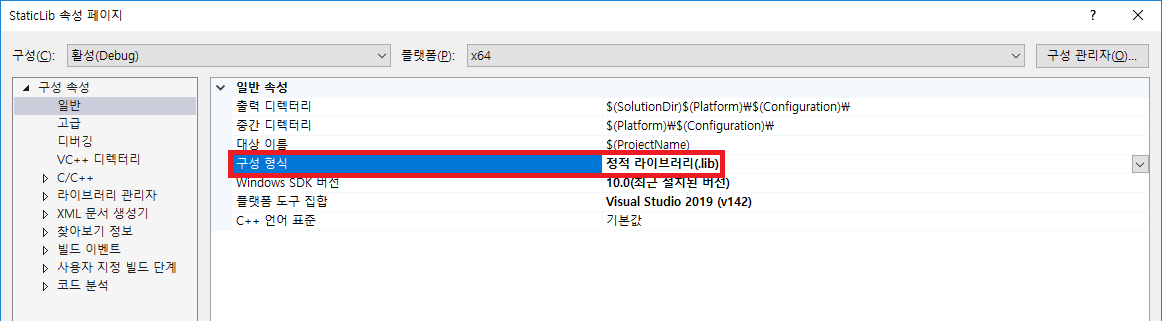 StaticLib 속성 페이지 ? ×
구성(C): 활성(Debug) 플랫폼(P): x64 구성 관리자(O)...
구성 속성
일반
고급
디버깅
VC++ 디렉터리
C/C++
라이브러리 관리자
XML 문서 생성기
찾아보기 정보
빌드 이벤트
사용자 지정 빌드 단계
코드 분석
일반 속성
출력 디렉터리 $(SolutionDir)$(Platform)₩$(Configuration)₩
중간 디렉터리 $(Platform)₩$(Configuration)₩
대상 이름 $(ProjectName)
구성 형식 정적 라이브러리(.lib)
Windows SDK 버전 10.0(최근 설치된 버전)
플랫폼 도구 집합 Visual Studio 2019 (v142)
C++ 언어 표준 기본값